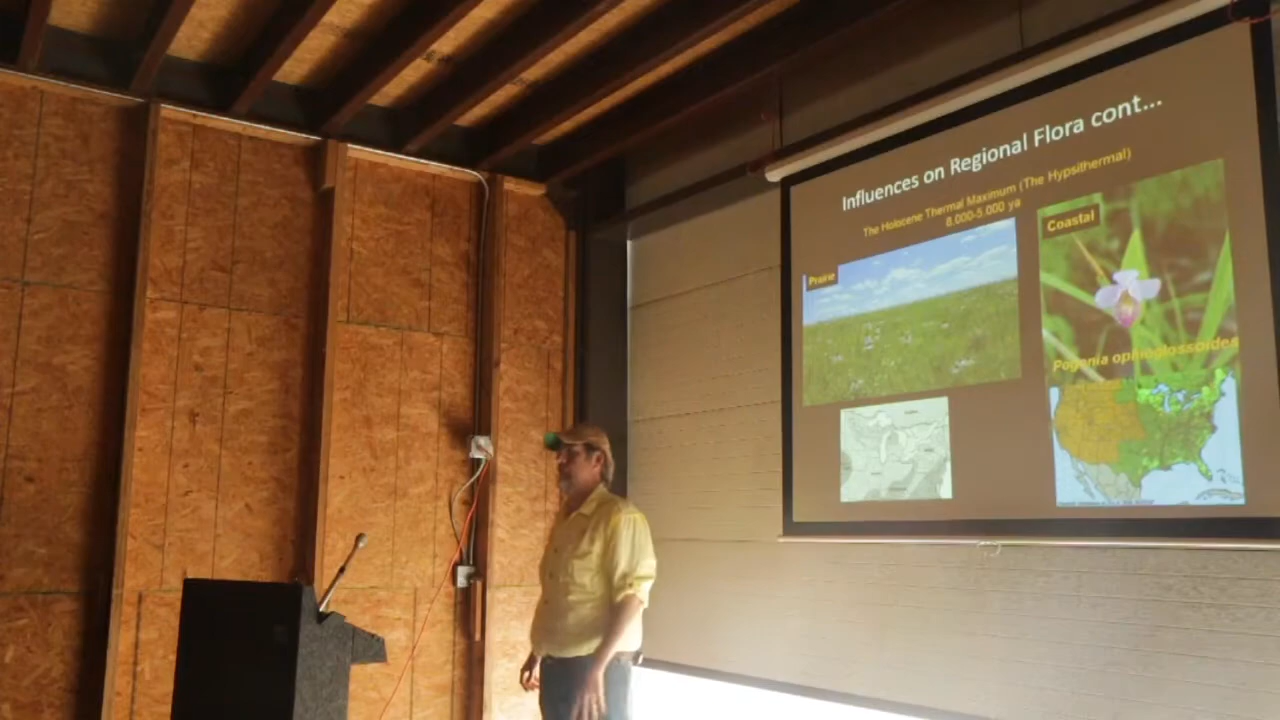 Influences on Regional Flora cont...
The Holocene Thermal Maximum (The Hypsithermal)
8,000-5,000 ya
Prairie
Coastal
Pogonia ophioglossoides